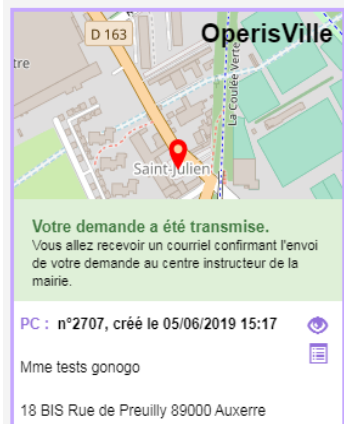 D 163
OperisVille
tre
La Coulée Verte
Saint-Julien
Votre demande a été transmise.
Vous allez recevoir un courriel confirmant l'envoi
de votre demande au centre instructeur de la
mairie.
PC : n°2707, créé le 05/06/2019 15:17
Mme tests gonogo
18 BIS Rue de Preuilly 89000 Auxerre